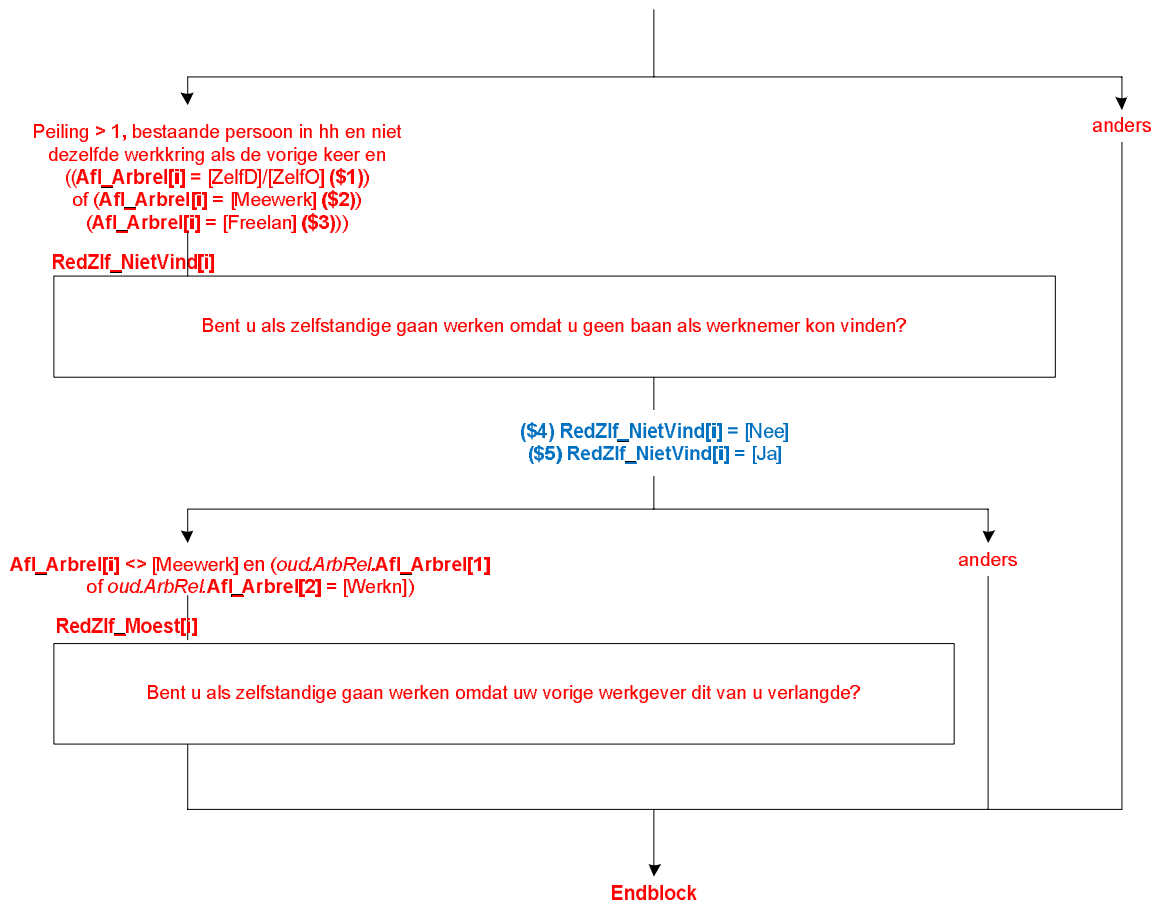 Peiling > 1, bestaande persoon in hh en niet
dezelfde werkkring als de vorige keer en
((Afl_Arbrel[i] = [ZelfD]/[ZelfO] ($1))
of (Afl_Arbrel[i] = [Meewerk] ($2))
(Afl_Arbrel[i] = [Freelan] ($3)))
anders
RedZlf_NietVind[i]
Bent u als zelfstandige gaan werken omdat u geen baan als werknemer kon vinden?
($4) RedZlf_NietVind[i] = [Nee]
($5) RedZlf_NietVind[i] = [Ja]
Afl_Arbrel[i] <> [Meewerk] en (oud.ArbRel.Afl_Arbrel[1]
of oud.ArbRel.Afl_Arbrel[2] = [Werkn])
anders
RedZlf_Moest[i]
Bent u als zelfstandige gaan werken omdat uw vorige werkgever dit van u verlangde?
Endblock